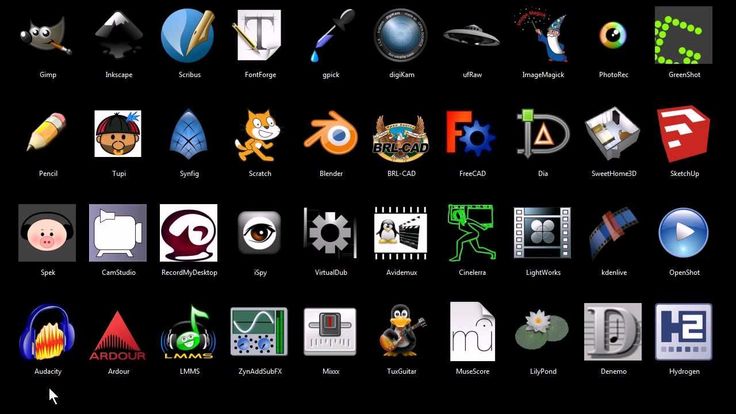 Gimp
Inkscape
Scribus
FontForge
gpick
digiKam
ufRaw
ImageMagick
PhotoRec
GreenShot
Pencil
Tupi
Synfig
Scratch
Blender
BRL-CAD
BRL-CAD
FreeCAD
Dia
SweetHome3D
SketchUp
Spek
CamStudio
RecordMyDesktop
iSpy
VirtualDub
Avidemux
Cinelerra
LightWorks
kdenlive
OpenShot
ARDOUR
LMMS
mu
D
H2
Audacity
Ardour
LMMS
ZynAddSubFX
Mixxx
TuxGuitar
MuseScore
LilyPond
Denemo
Hydrogen